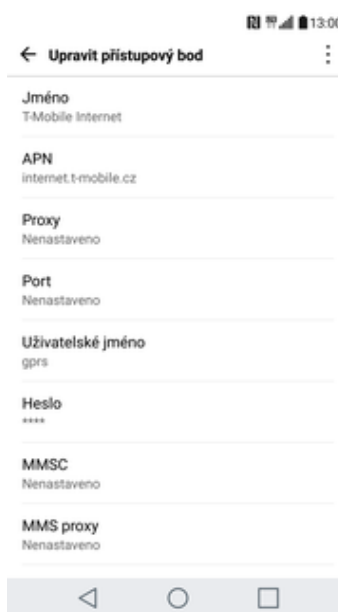 13:00
Upravit přístupový bod
Jméno
T-Mobile Internet
APN
internet.t-mobile.cz
Proxy
Nenastaveno
Port
Nenastaveno
Uživatelské jméno
gprs
Heslo
****
MMSC
Nenastaveno
MMS proxy
Nenastaveno